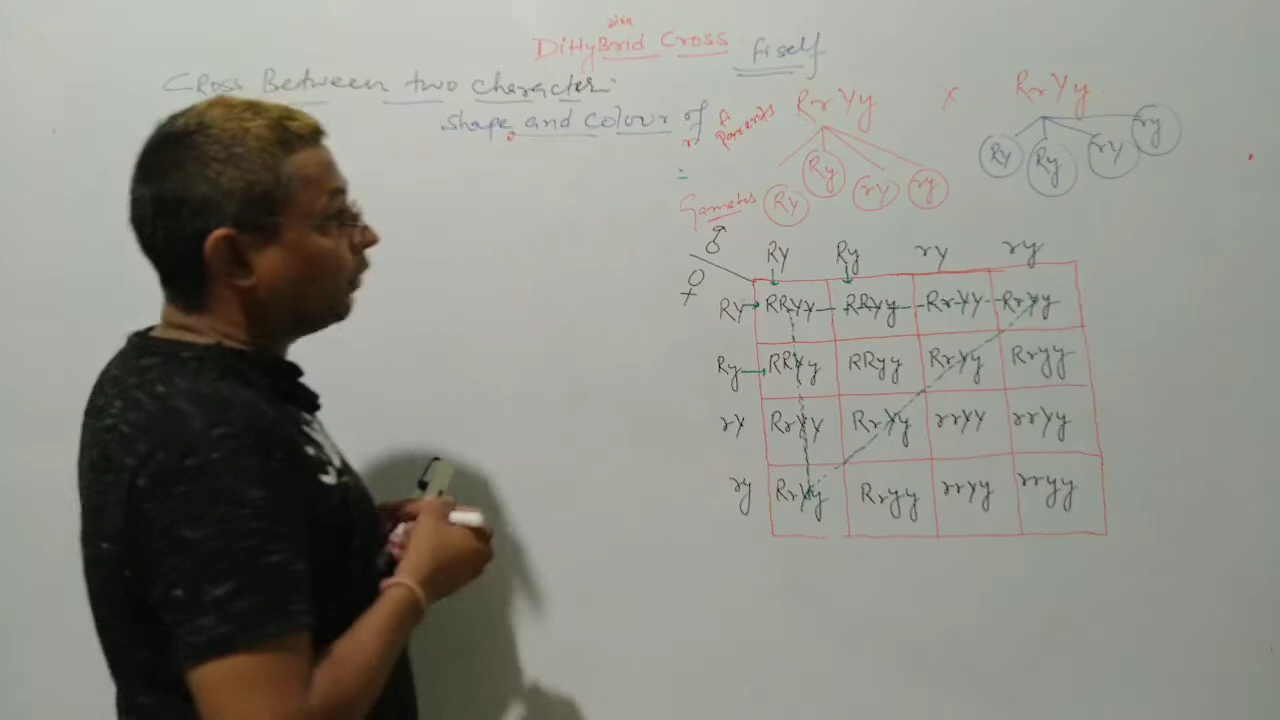 DiHyBrid Cross
F1 self
Cross Between two character:
shape and Colour of
Parents RrYy × RrYy
RY Ry rY ry
Gametes RY Ry rY ry
♂ RY Ry rY ry
♀
RY RRYY RRYy RrYY RrYy
Ry RRYy RRyy RrYy Rryy
rY RrYY RrYy rrYY rrYy
ry RrYy Rryy rrYy rryy